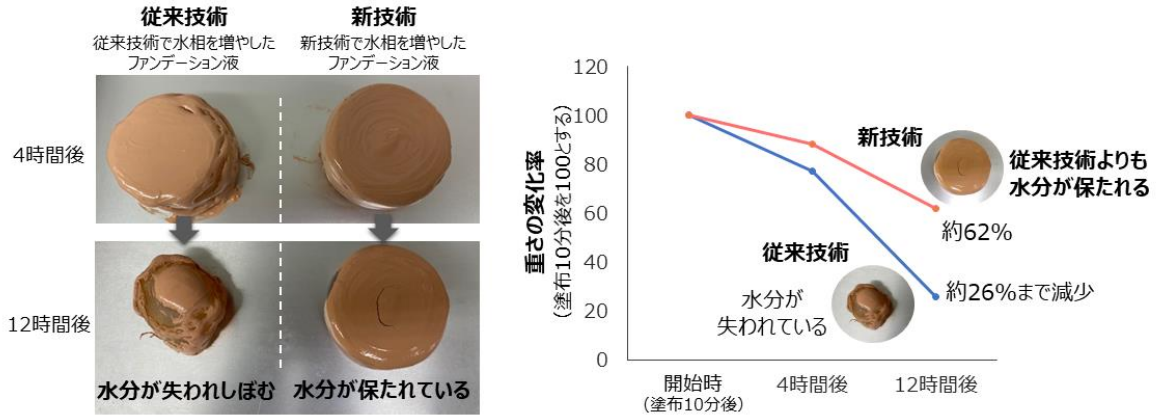 従来技術
従来技術で水相を増やした
ファンデーション液
新技術
新技術で水相を増やした
ファンデーション液
4時間後
12時間後
水分が失われしぼむ
水分が保たれている
重さの変化率
(塗布10分後を100とする)
120
100
80
60
40
20
0
新技術
従来技術よりも
水分が保たれる
約62%
従来技術
水分が
失われている
約26%まで減少
開始時
(塗布10分後)
4時間後
12時間後